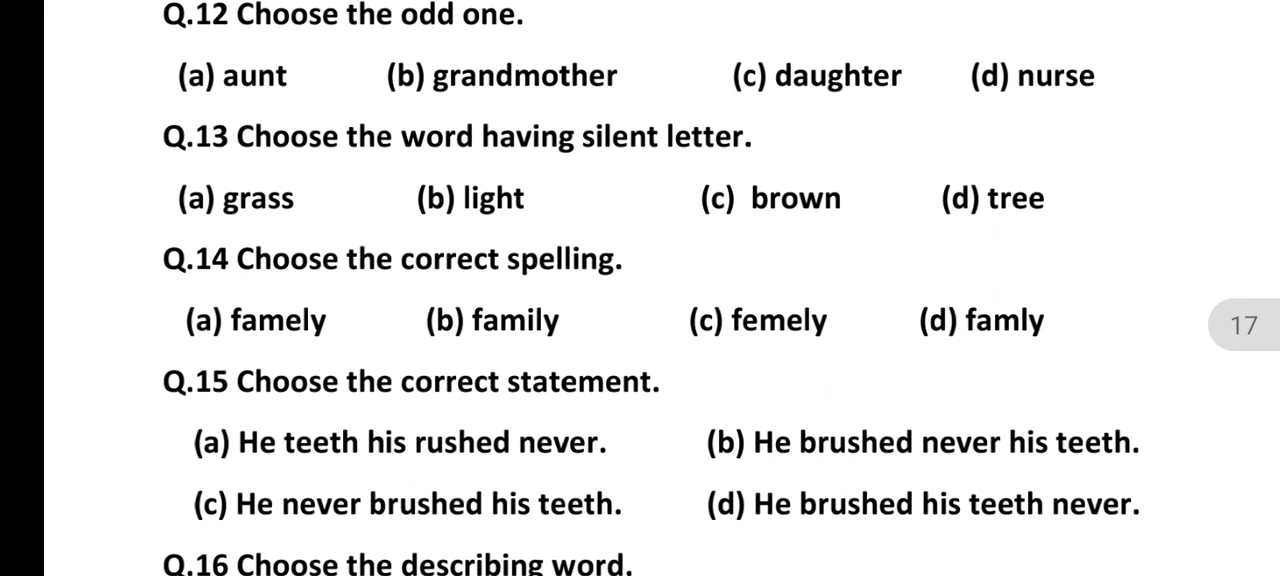 Q.12 Choose the odd one.
(a) aunt (b) grandmother (c) daughter (d) nurse
Q.13 Choose the word having silent letter.
(a) grass (b) light (c) brown (d) tree
Q.14 Choose the correct spelling.
(a) famely (b) family (c) femely (d) famly
17
Q.15 Choose the correct statement.
(a) He teeth his rushed never. (b) He brushed never his teeth.
(c) He never brushed his teeth. (d) He brushed his teeth never.
Q.16 Choose the describing word.